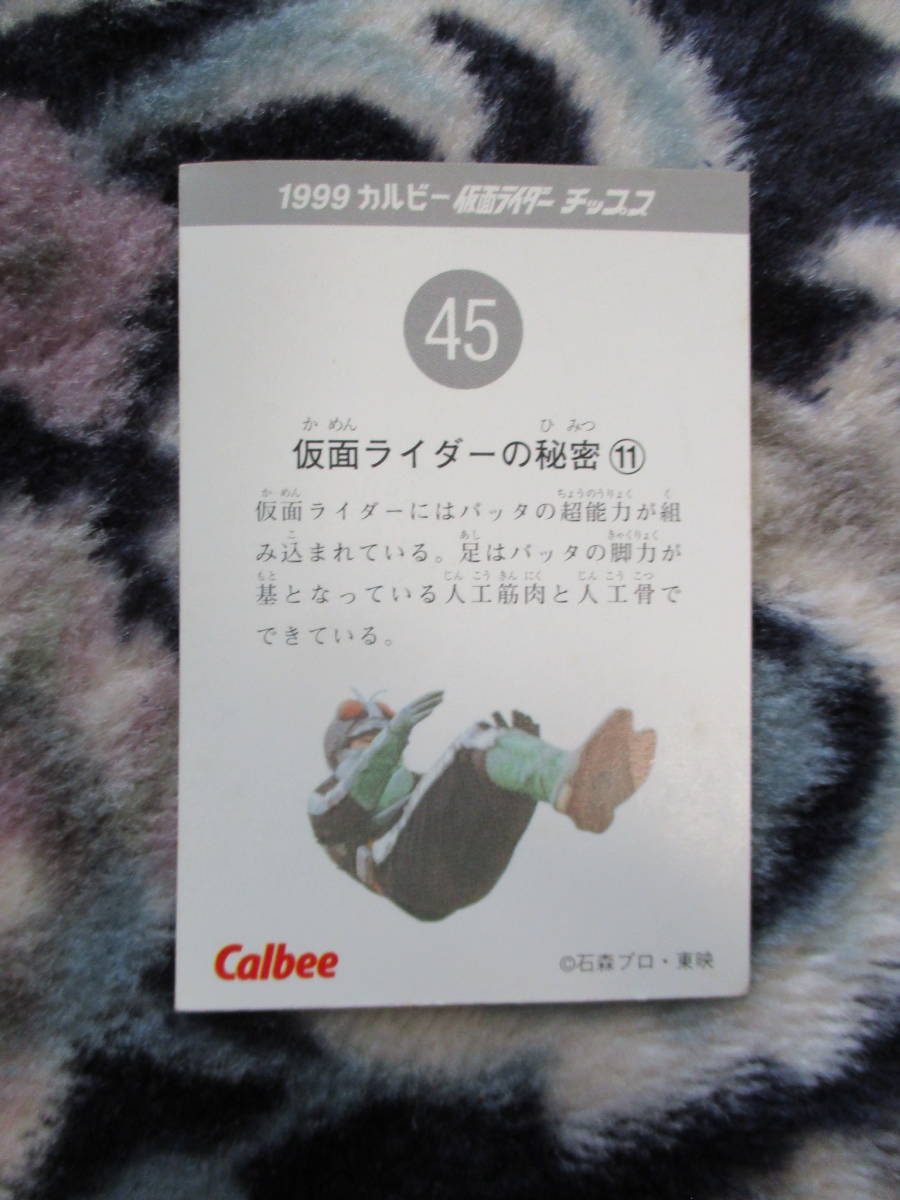 1999 カルビー 仮面ライダー チップス
45
か めん ひ みつ
仮面ライダーの秘密⑪
か めん ちょうのうりょく く
仮面ライダーにはバッタの超能力が組
こ あし きゃくりょく
み込まれている。足はバッタの脚力が
もと じん こう きん にく じん こう こつ
基となっている人工筋肉と人工骨で
できている。
Calbee
©石森プロ・東映